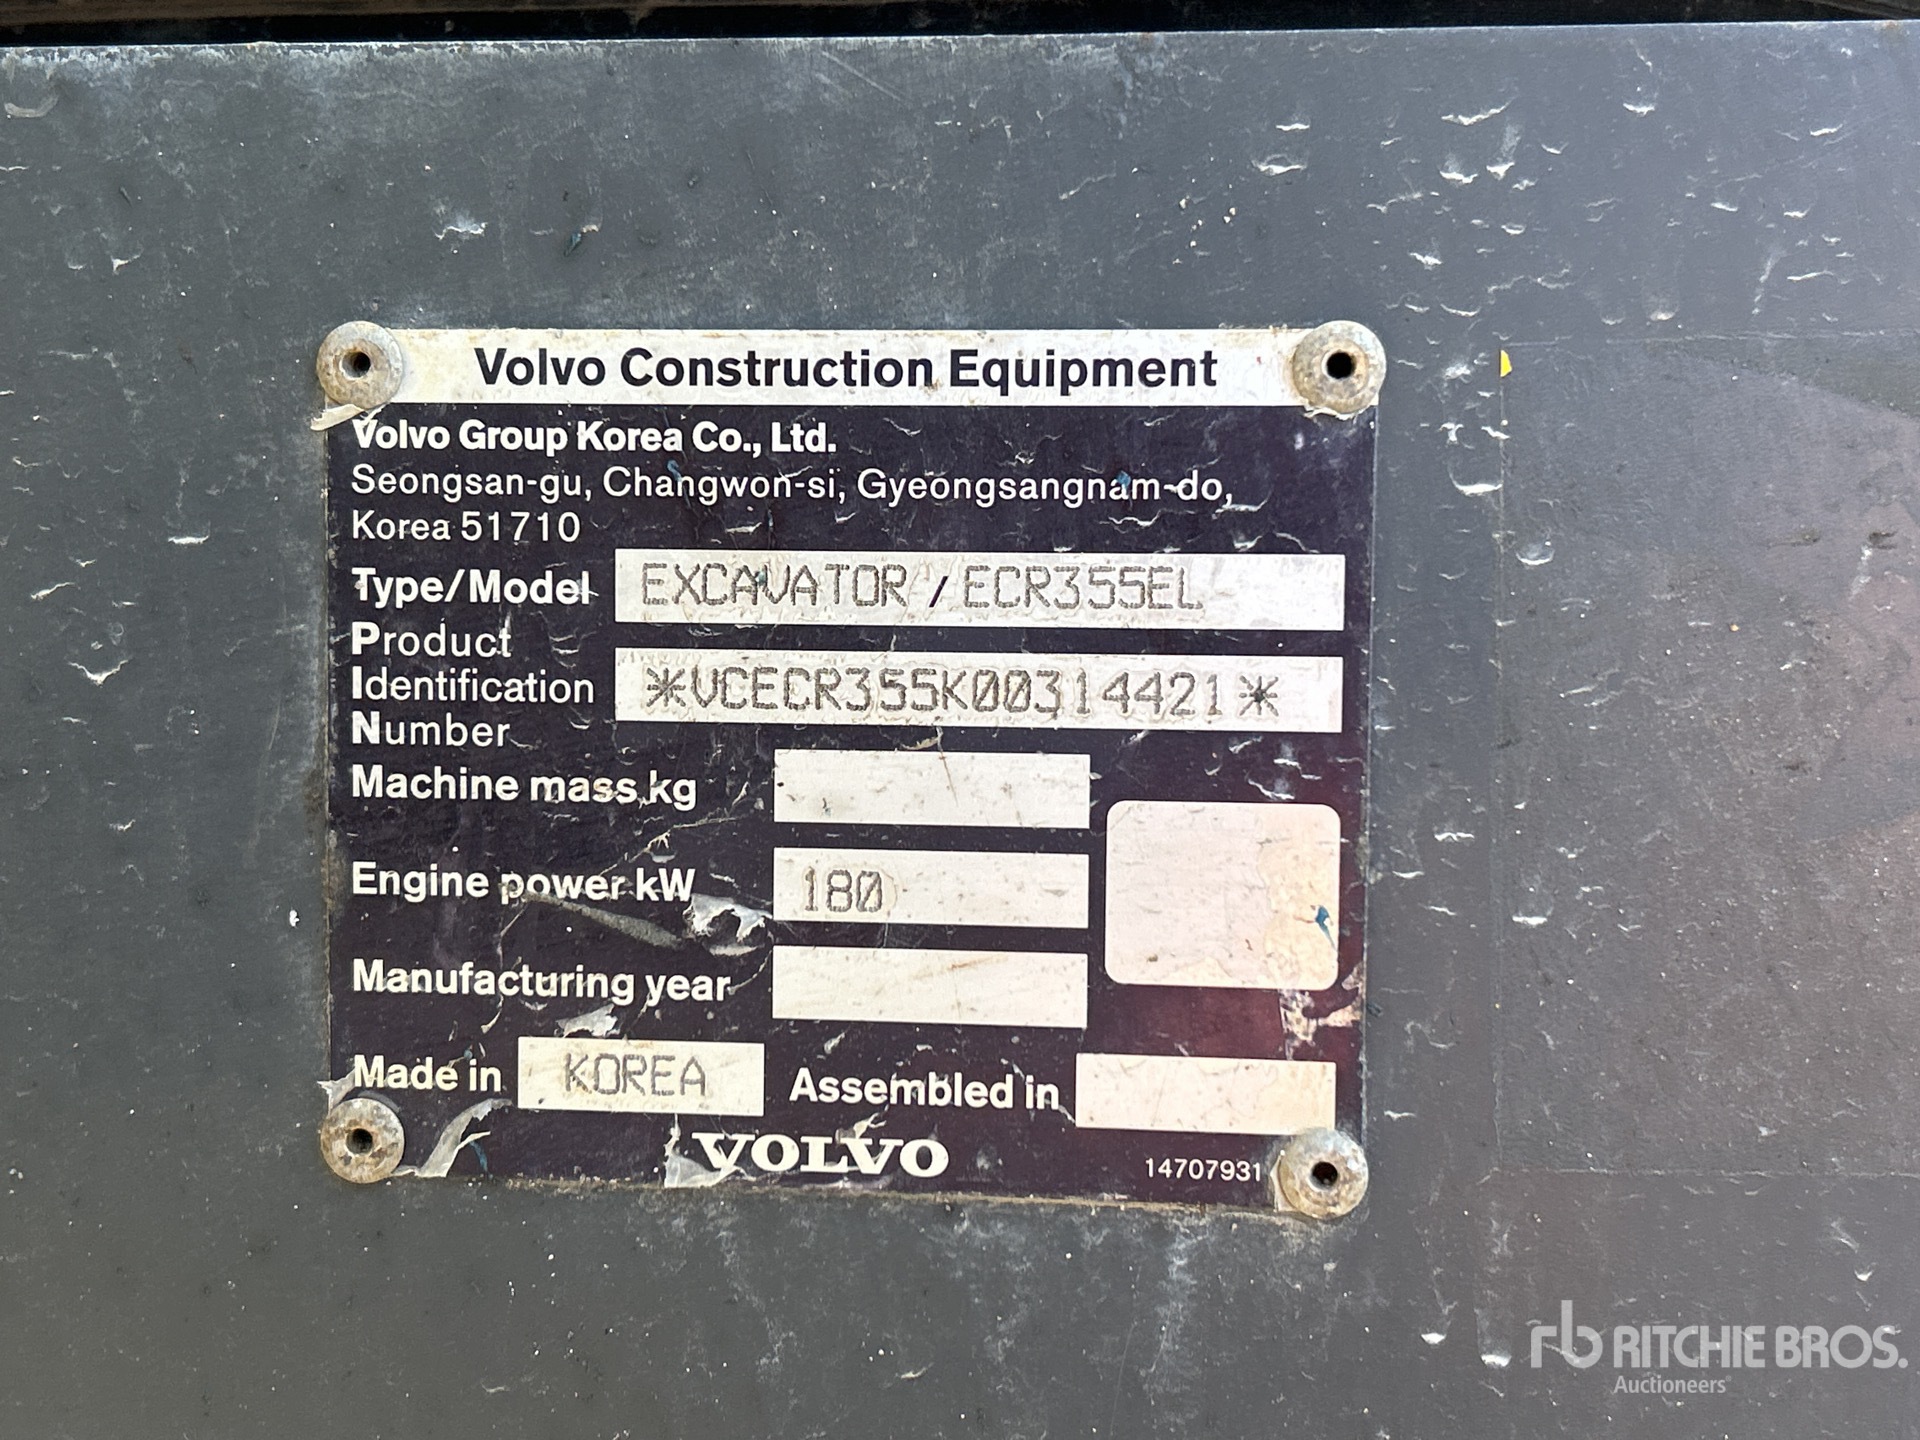 Volvo Construction Equipment
Volvo Group Korea Co., Ltd.
Seongsan-gu, Changwon-si, Gyeongsangnam-do,
Korea 51710
Type/Model EXCAVATOR / ECR355EL
Product
Identification *VCECR355K00314421*
Number
Machine mass kg
Engine power kW 180
Manufacturing year
Made in KOREA Assembled in
VOLVO 14707931
rb RITCHIE BROS.
Auctioneers